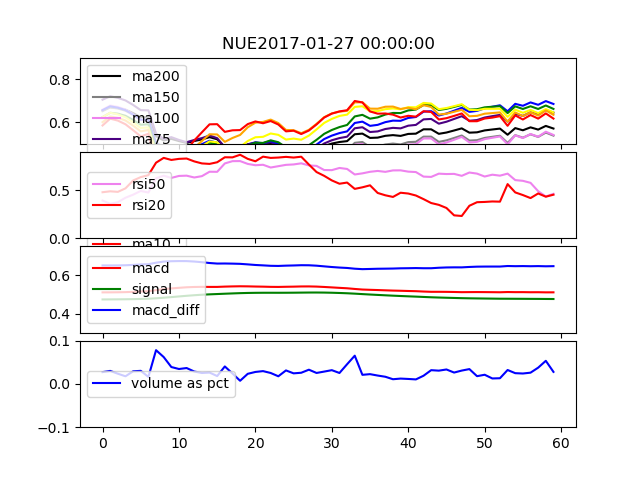 NUE2017-01-27 00:00:00
0.8
0.6
ma200
ma150
ma100
ma75
0.5
0.0
rsi50
rsi20
ma10
0.6
0.4
macd
signal
macd_diff
0.1
0.0
−0.1
volume as pct
0 10 20 30 40 50 60